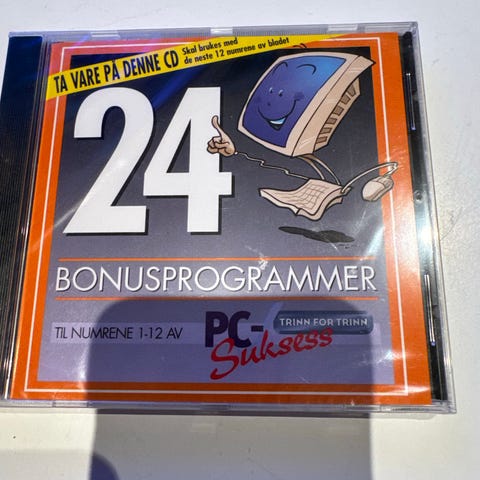 TA VARE PÅ DENNE CD
Skal brukes med
de neste 12 numrene av bladet
24
BONUSPROGRAMMER
TIL NUMRENE 1-12 AV
PC-
TRINN FOR TRINN
Suksess